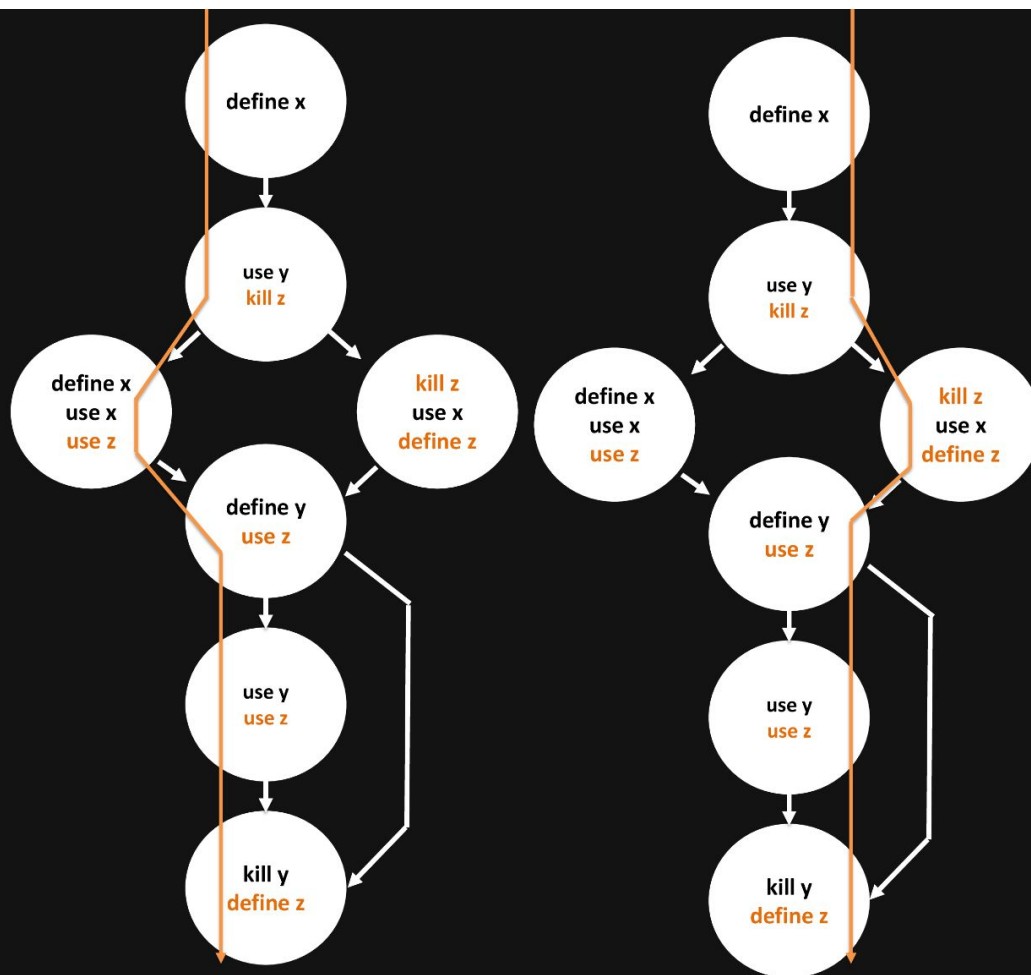 define x
use y
kill z
define x
use x
use z
kill z
use x
define z
define y
use z
use y
use z
kill y
define z
define x
use y
kill z
define x
use x
use z
kill z
use x
define z
define y
use z
use y
use z
kill y
define z